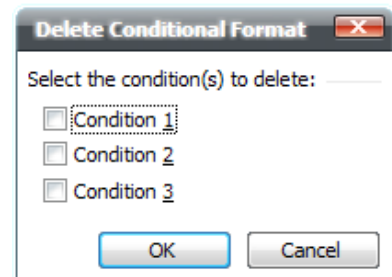 Delete Conditional Format
Select the condition(s) to delete:
Condition 1
Condition 2
Condition 3
OK Cancel